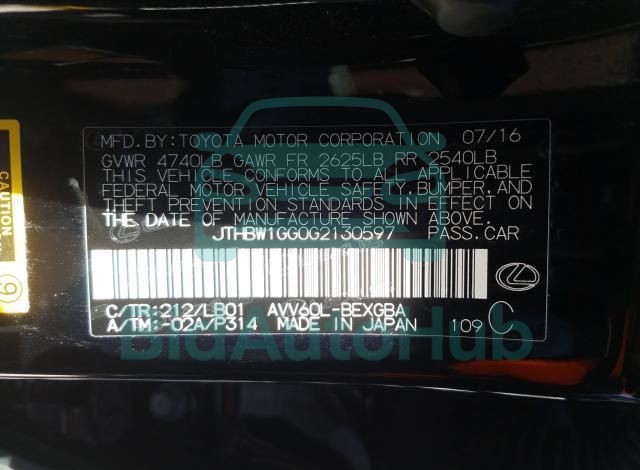 MFD. BY: TOYOTA MOTOR CORPORATION 07/16
GVWR 4740LB GAWR FR 2625LB RR 2540LB
THIS VEHICLE CONFORMS TO ALL APPLICABLE
FEDERAL MOTOR VEHICLE SAFETY, BUMPER, AND
THEFT PREVENTION STANDARDS IN EFFECT ON
THE DATE OF MANUFACTURE SHOWN ABOVE.
JTHBW1GG0G2130597 PASS.CAR
C/TR: 212/LB01 AVV60L-BEXGBA
A/TM: -02A/P314 MADE IN JAPAN 109 C
CAUTION
9
BidAutoHub